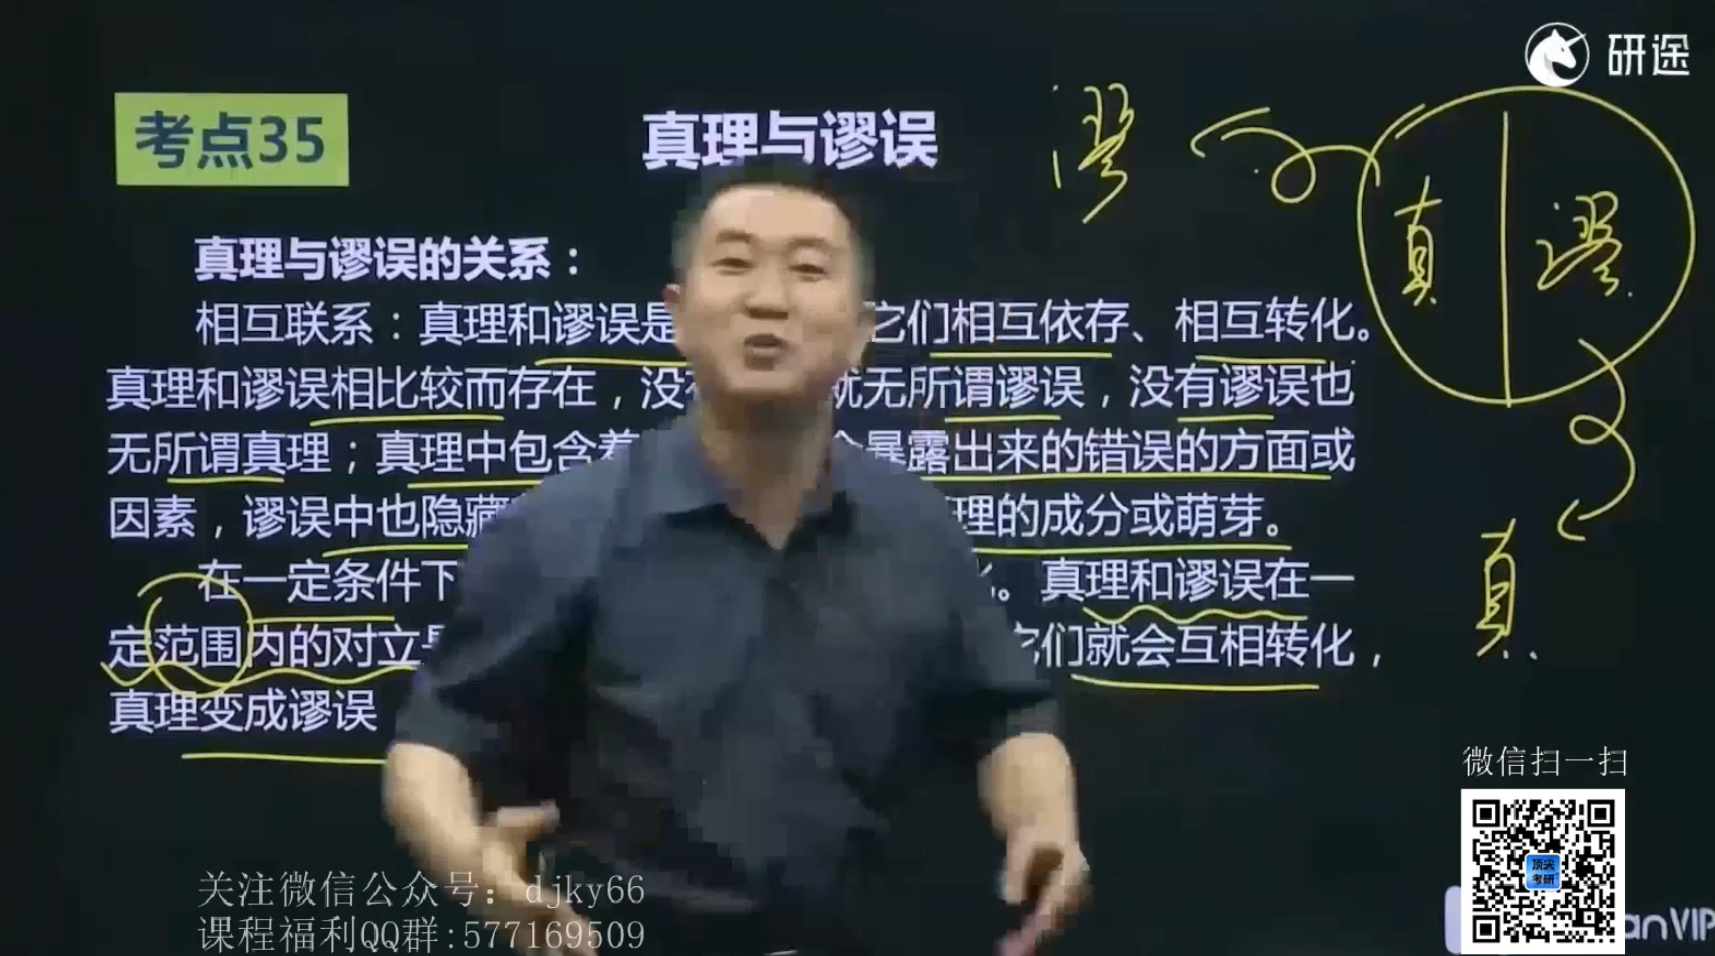 研途
考点35
真理与谬误
谬
真 谬
真理与谬误的关系：
相互联系：真理和谬误是 它们相互依存、相互转化。
真理和谬误相比较而存在，没有 就无所谓谬误，没有谬误也
无所谓真理；真理中包含着 暴露出来的错误的方面或
因素，谬误中也隐藏 理的成分或萌芽。
在一定条件下 。真理和谬误在一
定范围内的对立是 它们就会互相转化，
真理变成谬误
真
微信扫一扫
顶尖
考研
关注微信公众号：djky66
课程福利QQ群:577169509
anVIP